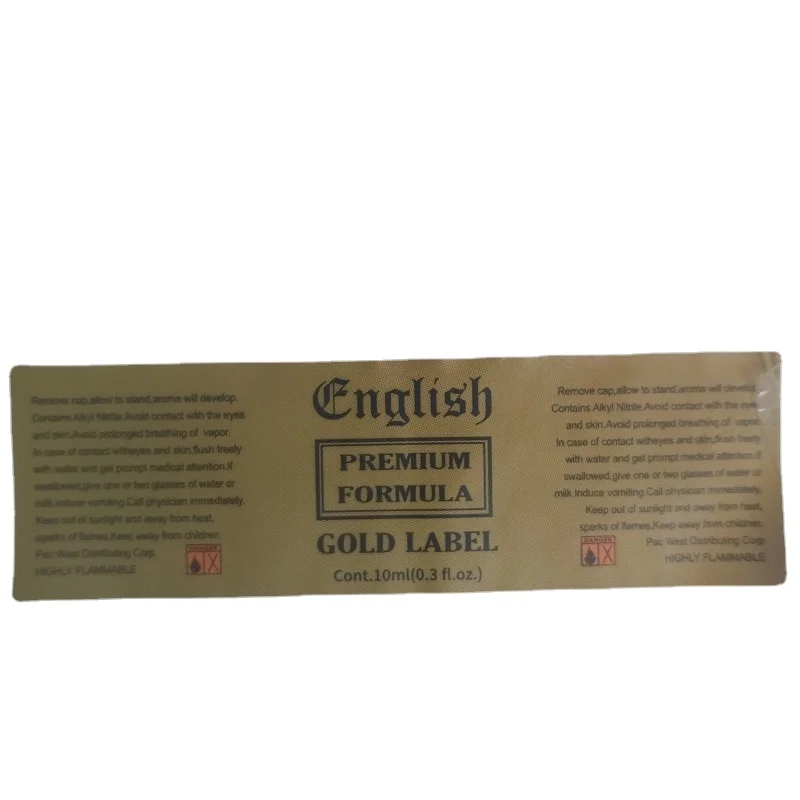 Remove cap,allow to stand,aroma will develop.
Contains Alkyl Nitrite.Avoid contact with the eyes
and skin.Avoid prolonged breathing of vapor.
In case of contact witheyes and skin,flush freely
with water and get prompt medical attention.If
swallowed,give one or two glasses of water or
milk.Induce vomiting.Call physician immediately.
Keep out of sunlight and away from heat,
sparks of flames.Keep away from children.
Pac West Distributing Corp
HIGHLY FLAMMABLE
DANGER
English
PREMIUM
FORMULA
GOLD LABEL
Cont.10ml(0.3 fl.oz.)
Remove cap,allow to stand,aroma will develop
Contains Alkyl Nitrite.Avoid contact with the eyes
and skin.Avoid prolonged breathing of vapor.
In case of contact witheyes and skin,flush freely
with water and get prompt medical attention.If
swallowed,give one or two glasses of water or
milk.Induce vomiting.Call physician immediately.
Keep out of sunlight and away from heat,
sparks of flames.Keep away from children.
Pac West Distributing Corp
HIGHLY FLAMMABLE
DANGER